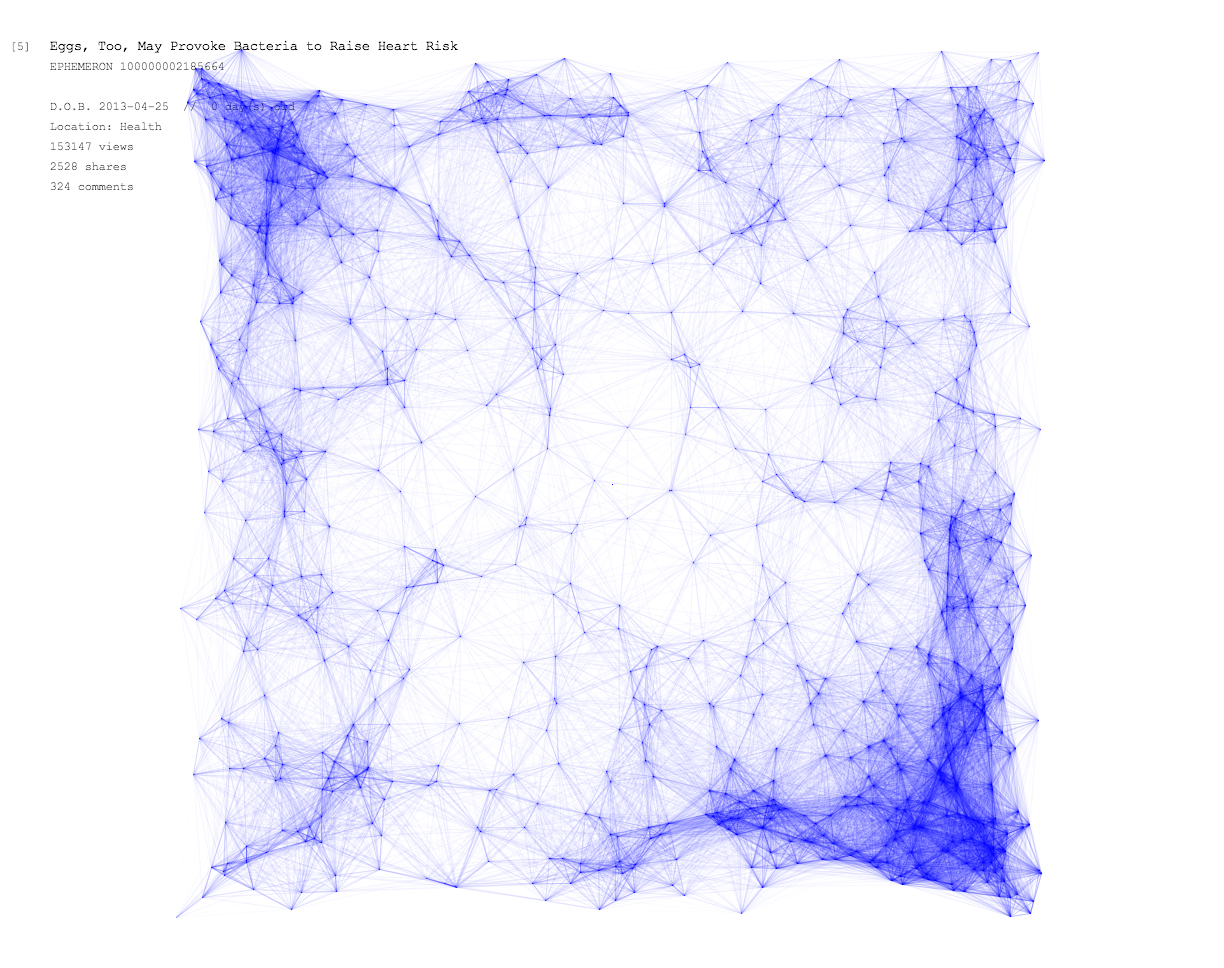 [5] Eggs, Too, May Provoke Bacteria to Raise Heart Risk
EPHEMERON 100000002185664
D.O.B. 2013-04-25 // 0 day(s) old
Location: Health
153147 views
2528 shares
324 comments